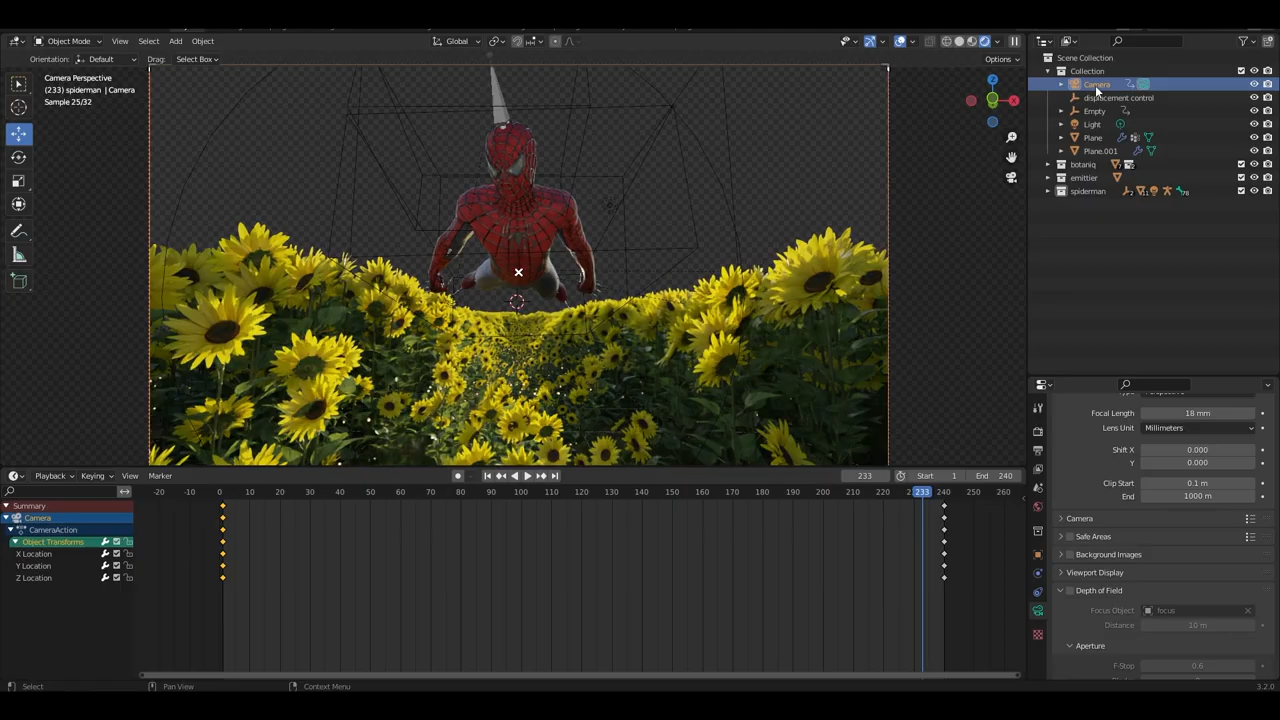 Object Mode View Select Add Object Global
Orientation: Default Drag: Select Box Options
Camera Perspective
(233) spiderman | Camera
Sample 25/32
Z
X
Scene Collection
Collection
Camera
displacement control
Empty
Light
Plane
Plane.001
botaniq
emittier
spiderman
Focal Length 18 mm
Lens Unit Millimeters
Shift X 0.000
Y 0.000
Clip Start 0.1 m
End 1000 m
Camera
Safe Areas
Background Images
Viewport Display
Depth of Field
Focus Object focus
Distance 10 m
Aperture
F-Stop 0.6
Playback Keying View Marker 233 Start 1 End 240
-20 -10 0 10 20 30 40 50 60 70 80 90 100 110 120 130 140 150 160 170 180 190 200 210 220 233 240 250 260
Summary
Camera
CameraAction
Object Transforms
X Location
Y Location
Z Location
Select Pan View Context Menu 3.2.0